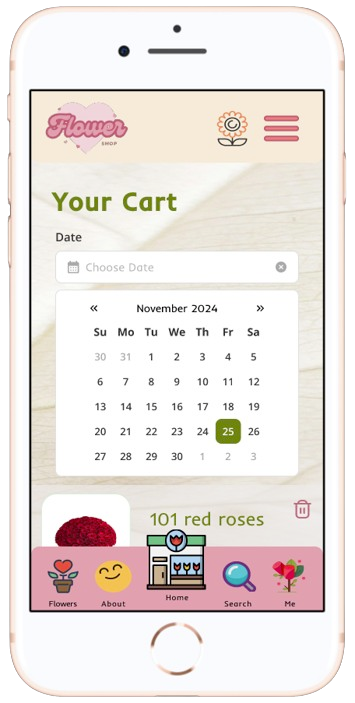 Flower
SHOP
Your Cart
Date
Choose Date
« November 2024 »
Su Mo Tu We Th Fr Sa
30 31 1 2 3 4 5
6 7 8 9 10 11 12
13 14 15 16 17 18 19
20 21 22 23 24 25 26
27 28 29 30 1 2 3
101 red roses
Flowers About Home Search Me